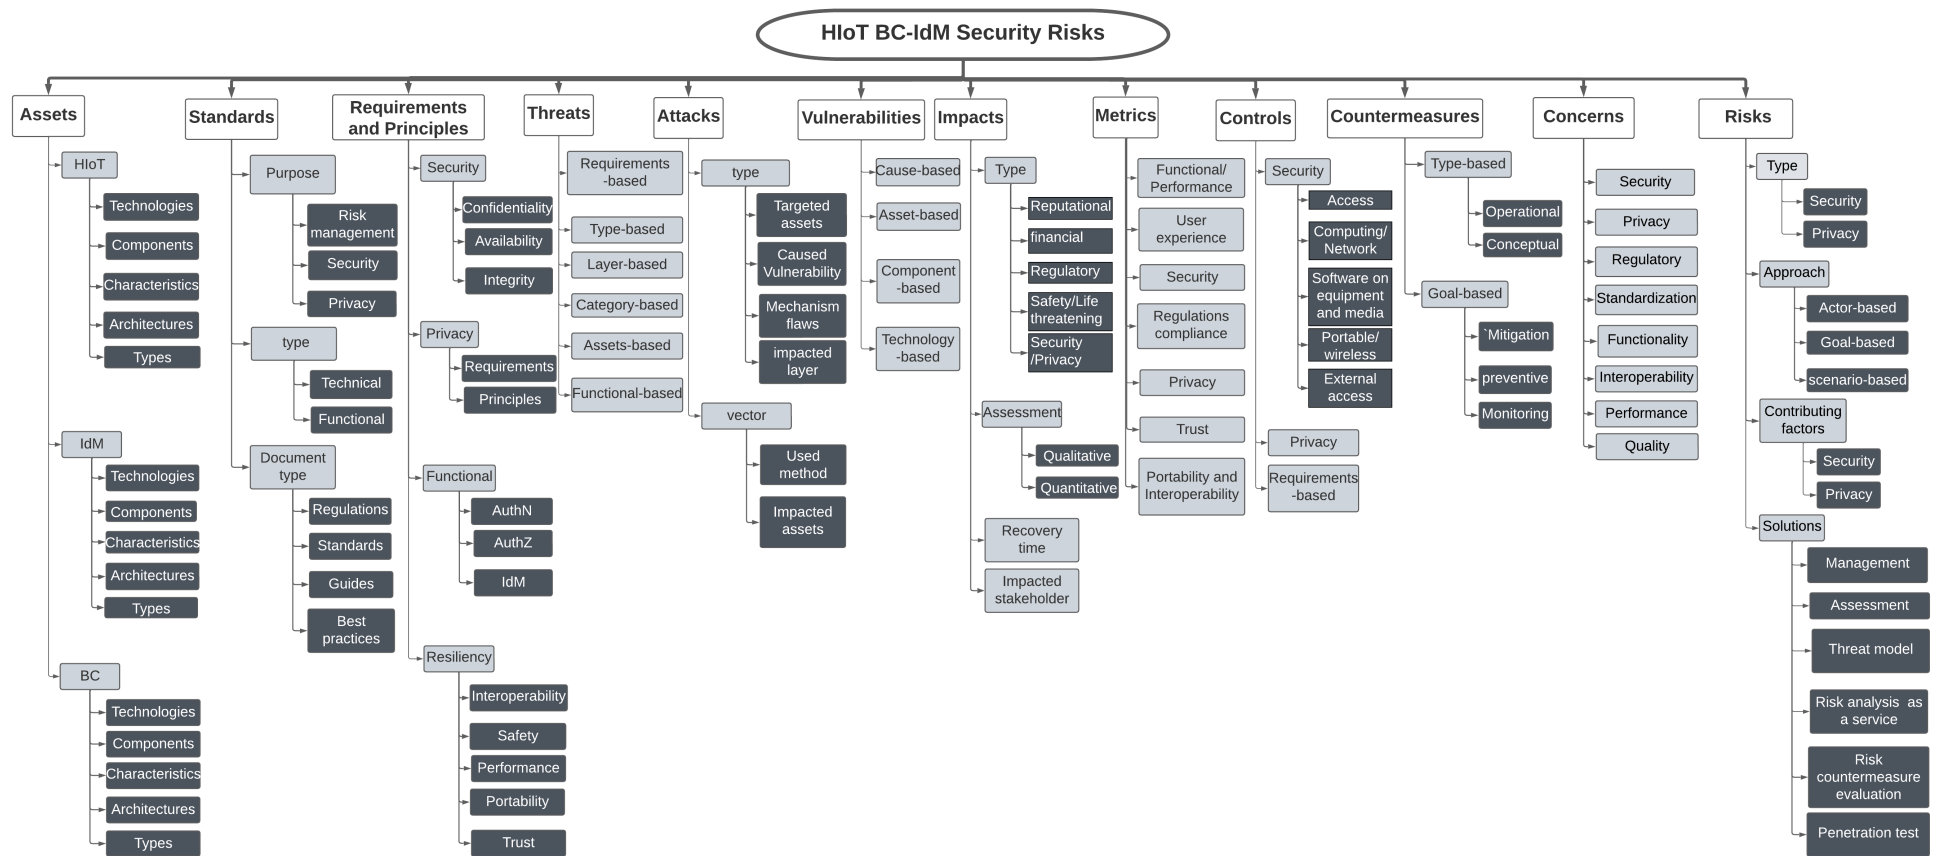 HIoT BC-IdM Security Risks
Assets
HIoT
Technologies
Components
Characteristics
Architectures
Types
IdM
Technologies
Components
Characteristics
Architectures
Types
BC
Technologies
Components
Characteristics
Architectures
Types
Standards
Purpose
Risk
management
Security
Privacy
type
Technical
Functional
Document
type
Regulations
Standards
Guides
Best
practices
Requirements
and Principles
Security
Confidentiality
Availability
Integrity
Privacy
Requirements
Principles
Functional
AuthN
AuthZ
IdM
Resiliency
Interoperability
Safety
Performance
Portability
Trust
Threats
Requirements
-based
Type-based
Layer-based
Category-based
Assets-based
Functional-based
Attacks
type
Targeted
assets
Caused
Vulnerability
Mechanism
flaws
impacted
layer
vector
Used
method
Impacted
assets
Vulnerabilities
Cause-based
Asset-based
Component
-based
Technology
-based
Impacts
Type
Reputational
financial
Regulatory
Safety/Life
threatening
Security
/Privacy
Assessment
Qualitative
Quantitative
Recovery
time
Impacted
stakeholder
Metrics
Functional/
Performance
User
experience
Security
Regulations
compliance
Privacy
Trust
Portability and
Interoperability
Controls
Security
Access
Computing/
Network
Software on
equipment
and media
Portable/
wireless
External
access
Privacy
Requirements
-based
Countermeasures
Type-based
Operational
Conceptual
Goal-based
`Mitigation
preventive
Monitoring
Concerns
Security
Privacy
Regulatory
Standardization
Functionality
Interoperability
Performance
Quality
Risks
Type
Security
Privacy
Approach
Actor-based
Goal-based
scenario-based
Contributing
factors
Security
Privacy
Solutions
Management
Assessment
Threat model
Risk analysis  as
a service
Risk
countermeasure
evaluation
Penetration test